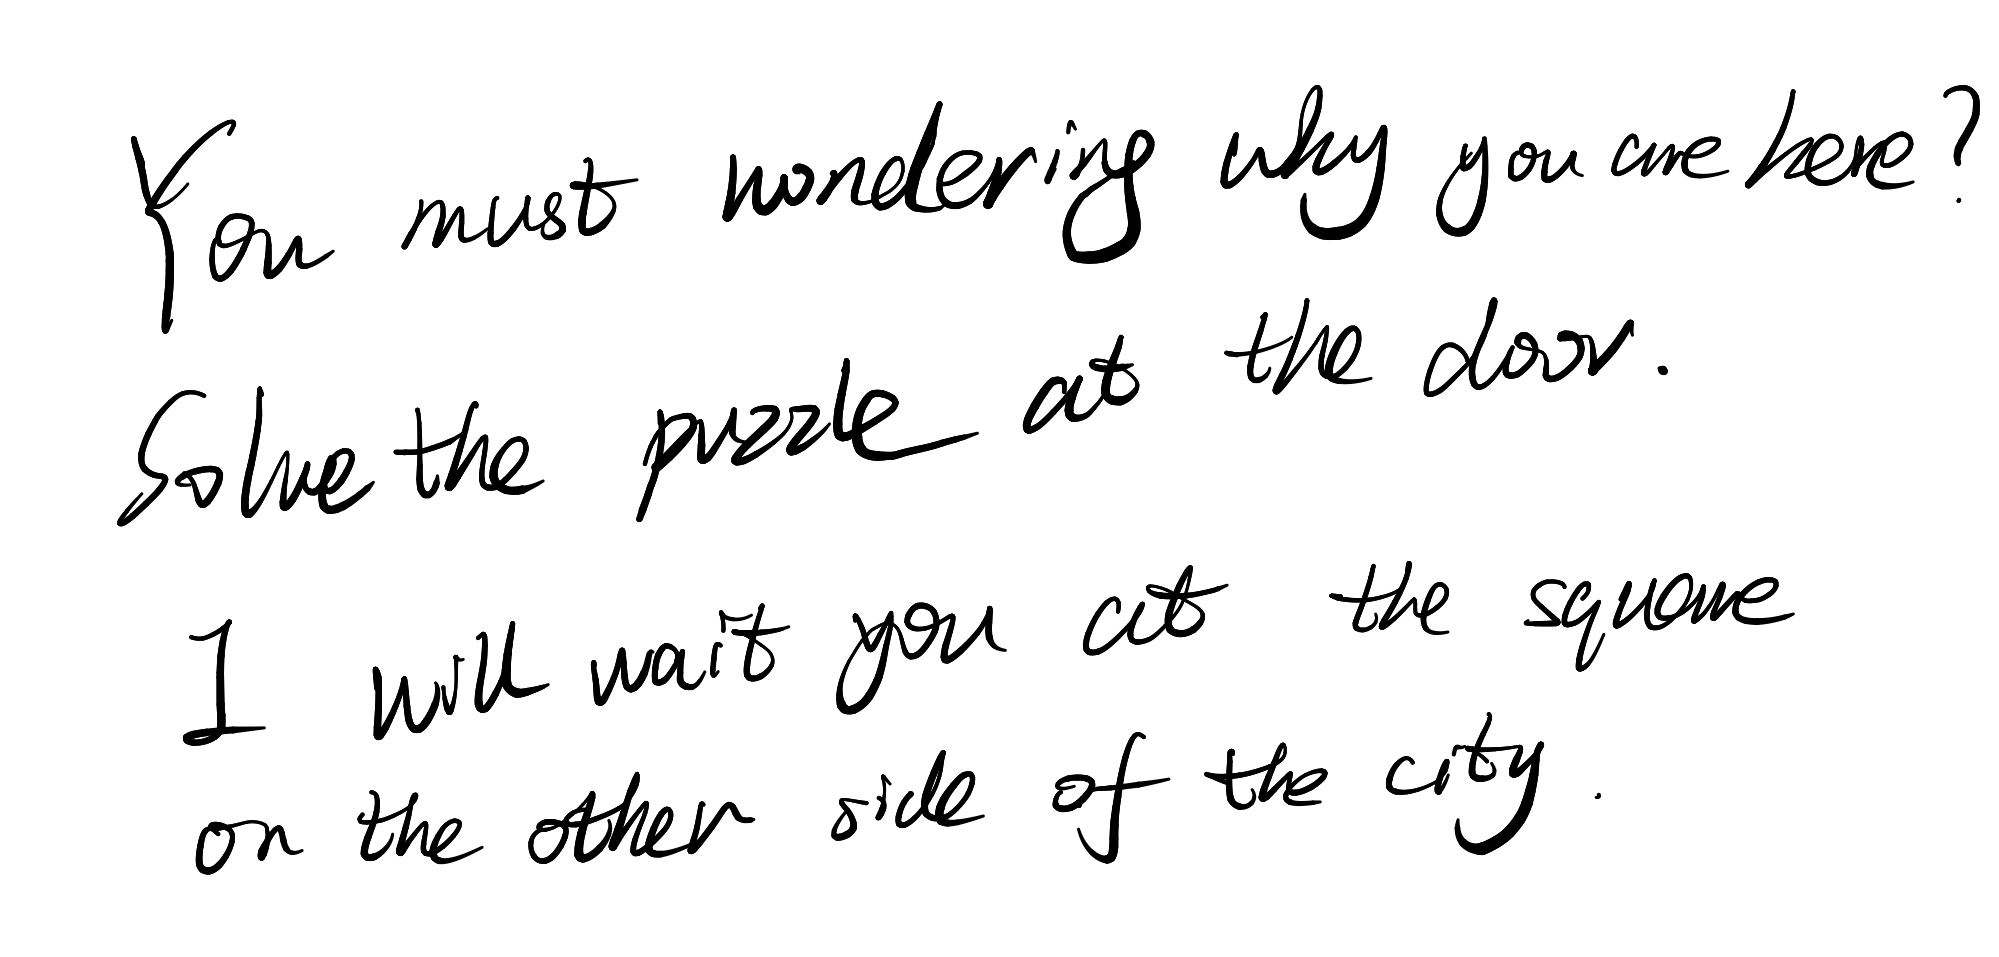 You must wondering why you are here?
Solve the puzzle at the door.
I will wait you at the square
on the other side of the city.